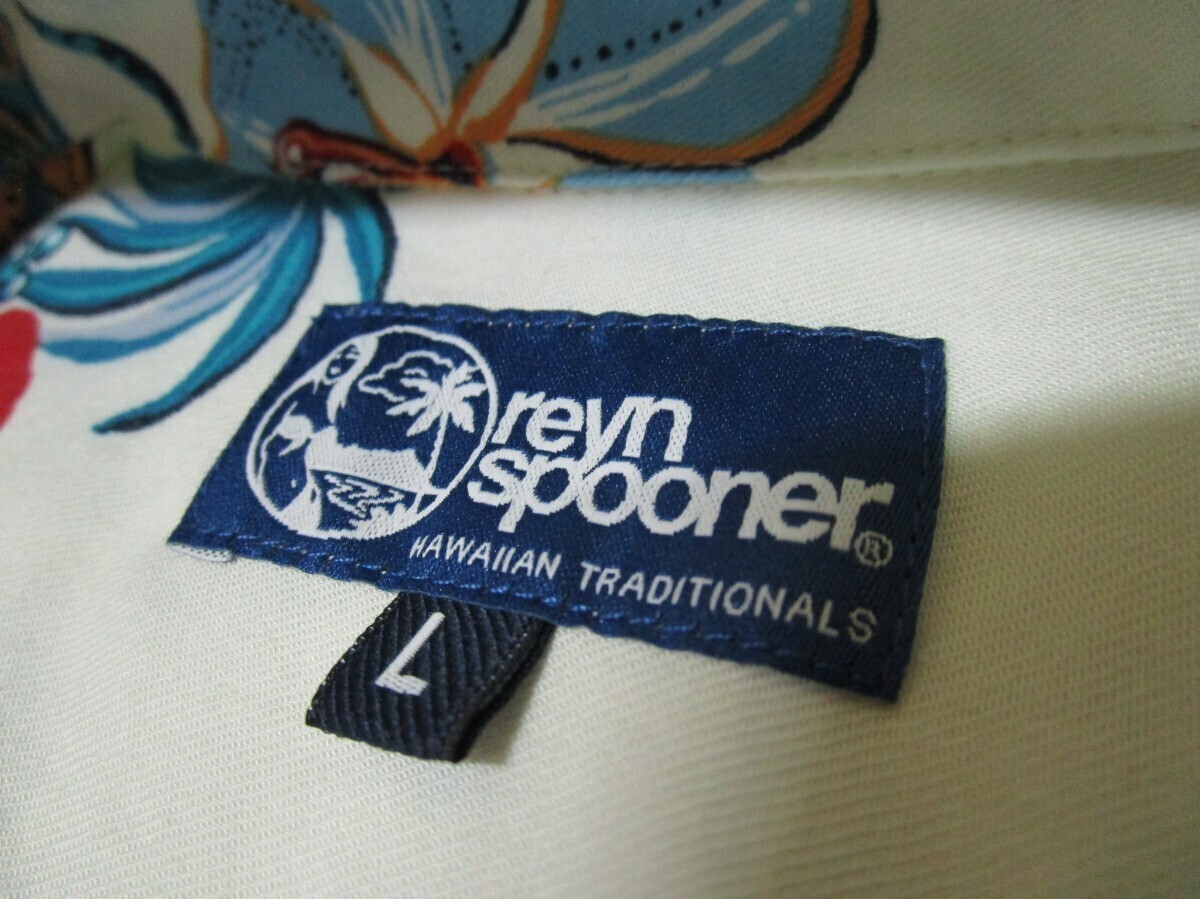 reyn
spooner®
HAWAIIAN TRADITIONALS
L